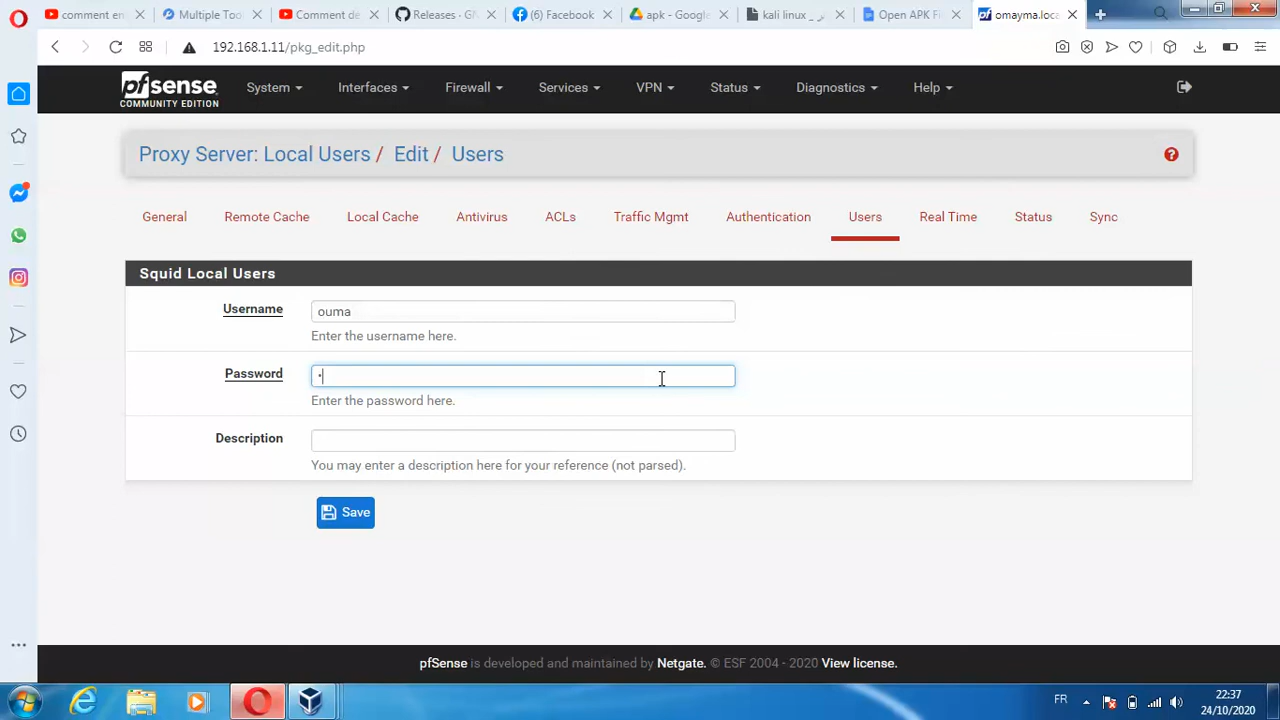 comment en
Multiple Too
Comment de
Releases - GN
(6) Facebook
apk - Google
kali linux _
Open APK Fi
omayma.loca
192.168.1.11/pkg_edit.php
pfsense
COMMUNITY EDITION
System
Interfaces
Firewall
Services
VPN
Status
Diagnostics
Help
Proxy Server: Local Users / Edit / Users
General
Remote Cache
Local Cache
Antivirus
ACLs
Traffic Mgmt
Authentication
Users
Real Time
Status
Sync
Squid Local Users
Username
ouma
Enter the username here.
Password
Enter the password here.
Description
You may enter a description here for your reference (not parsed).
Save
pfSense is developed and maintained by Netgate. © ESF 2004 - 2020 View license.
FR
22:37
24/10/2020